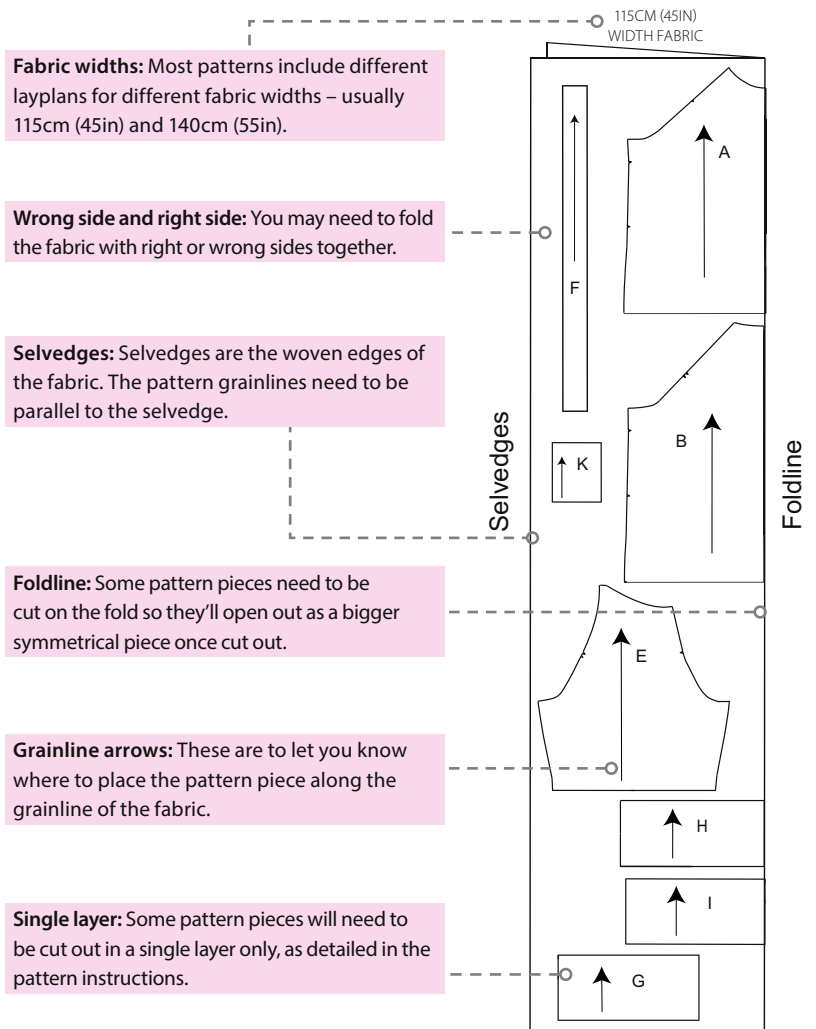 115CM (45IN)
WIDTH FABRIC
Fabric widths: Most patterns include different
layplans for different fabric widths – usually
115cm (45in) and 140cm (55in).
Wrong side and right side: You may need to fold
the fabric with right or wrong sides together.
Selvedges: Selvedges are the woven edges of
the fabric. The pattern grainlines need to be
parallel to the selvedge.
Foldline: Some pattern pieces need to be
cut on the fold so they’ll open out as a bigger
symmetrical piece once cut out.
Grainline arrows: These are to let you know
where to place the pattern piece along the
grainline of the fabric.
Single layer: Some pattern pieces will need to
be cut out in a single layer only, as detailed in the
pattern instructions.
Selvedges
A
F
B
K
E
H
I
G
Foldline